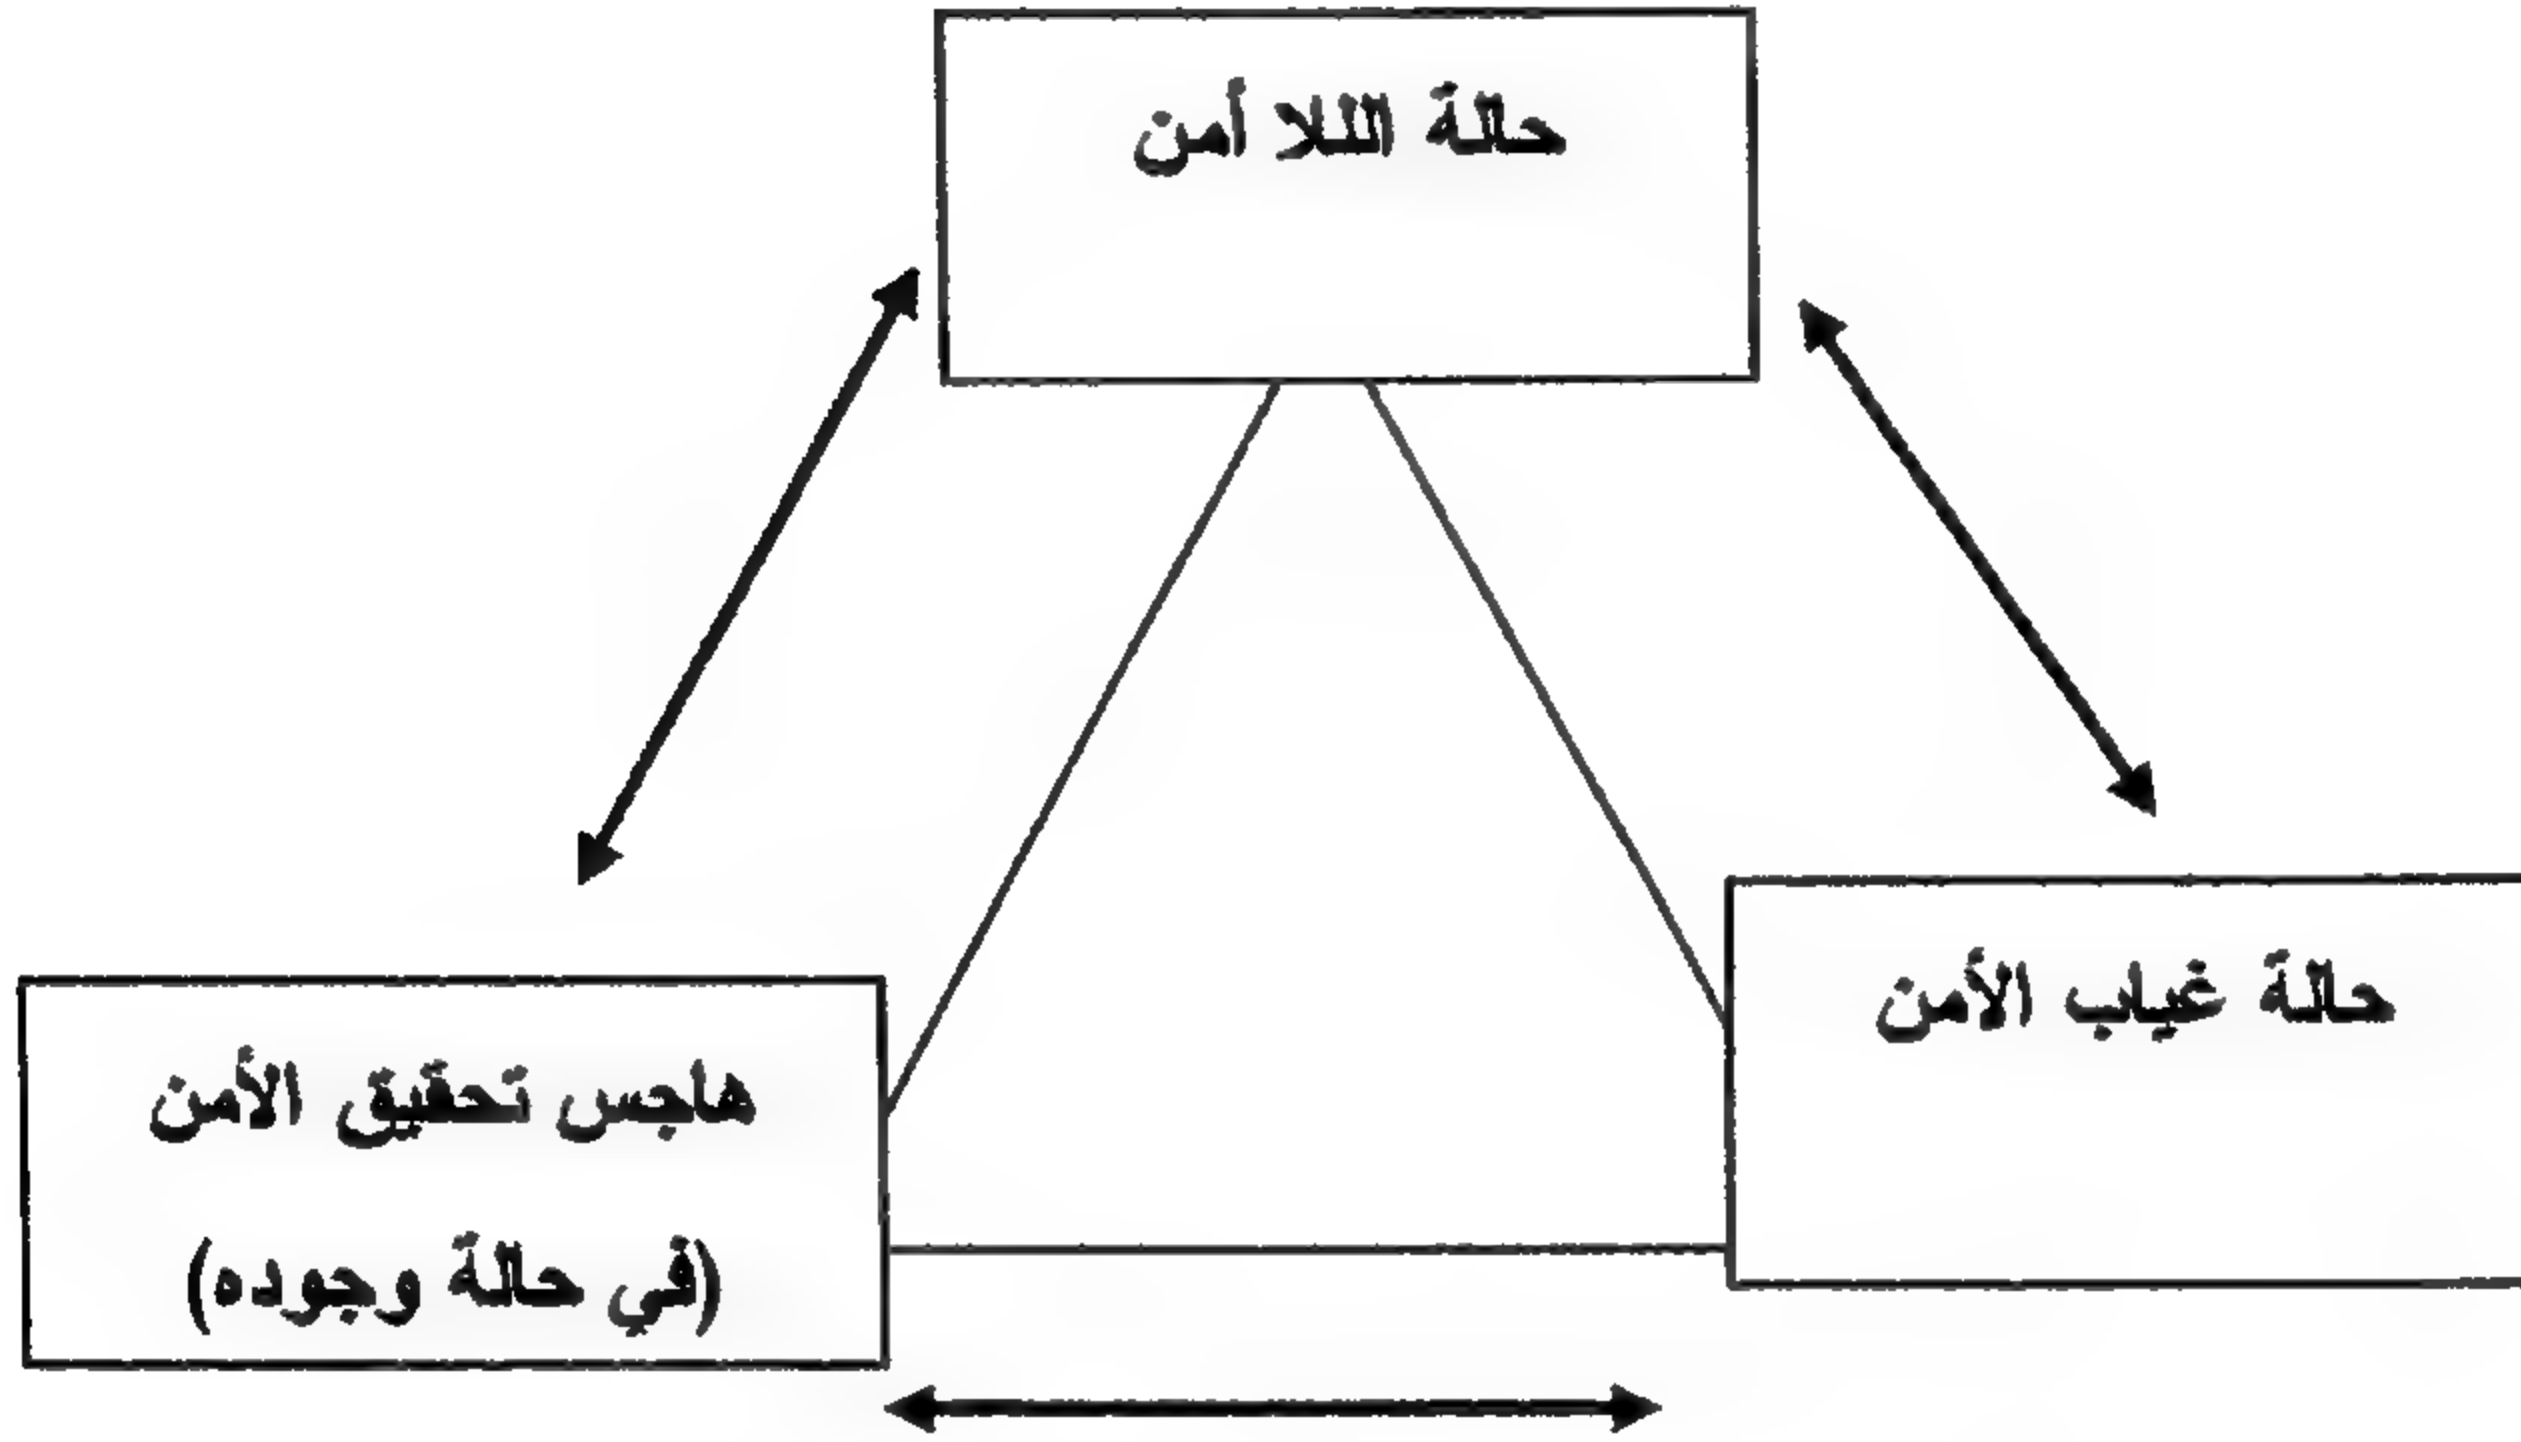 حالة اللا أمن
حالة غياب الأمن
هاجس تحقيق الأمن
(في حالة وجوده)